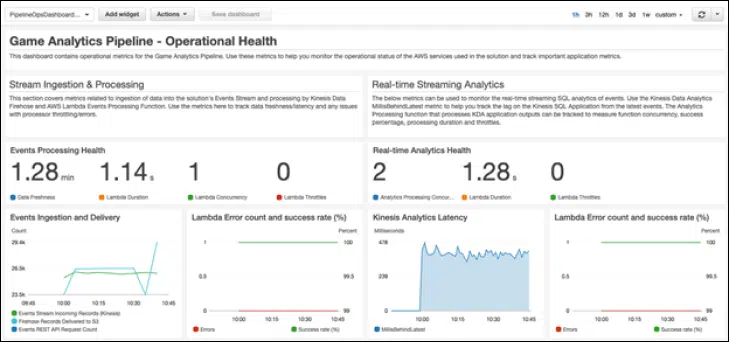 PipelineOpsDashboard...
Add widget
Actions
Save dashboard
1h 3h 12h 1d 3d 1w custom
Game Analytics Pipeline - Operational Health
This dashboard contains operational metrics for the Game Analytics Pipeline. Use these metrics to help you monitor the operational status of the AWS services used in the solution and track important application metrics.
Stream Ingestion & Processing
This section covers metrics related to ingestion of data into the solution's Events Stream and processing by Kinesis Data
Firehose and AWS Lambda Events Processing Function. Use the metrics here to track data freshness/latency and any issues
with processor throttling/errors.
Real-time Streaming Analytics
The below metrics can be used to monitor the real-time streaming SQL analytics of events. Use the Kinesis Data Analytics
MillisBehindLatest metric to help you track the lag on the Kinesis SQL Application from the latest events. The Analytics
Processing function that processes KDA application outputs can be tracked to measure function concurrency, success
percentage, processing duration and throttles.
Events Processing Health
1.28 min
1.14 s
1
0
Data Freshness
Lambda Duration
Lambda Concurrency
Lambda Throttles
Real-time Analytics Health
2
1.28 s
0
Analytics Processing Concur...
Lambda Duration
Lambda Throttles
Events Ingestion and Delivery
Count
29.4k
26.5k
23.5k
09:45 10:00 10:15 10:30 10:45
Events Stream Incoming Records (Kinesis)
Firehose Records Delivered to S3
Events REST API Request Count
Lambda Error count and success rate (%)
Percent
1
0.5
0
100
99.5
99
10:00 10:15 10:30 10:45
Errors
Success rate (%)
Kinesis Analytics Latency
Milliseconds
478
239
0
10:00 10:15 10:30 10:45
MillisBehindLatest
Lambda Error count and success rate (%)
Percent
1
0.5
0
100
99.5
99
10:00 10:15 10:30 10:45
Errors
Success rate (%)